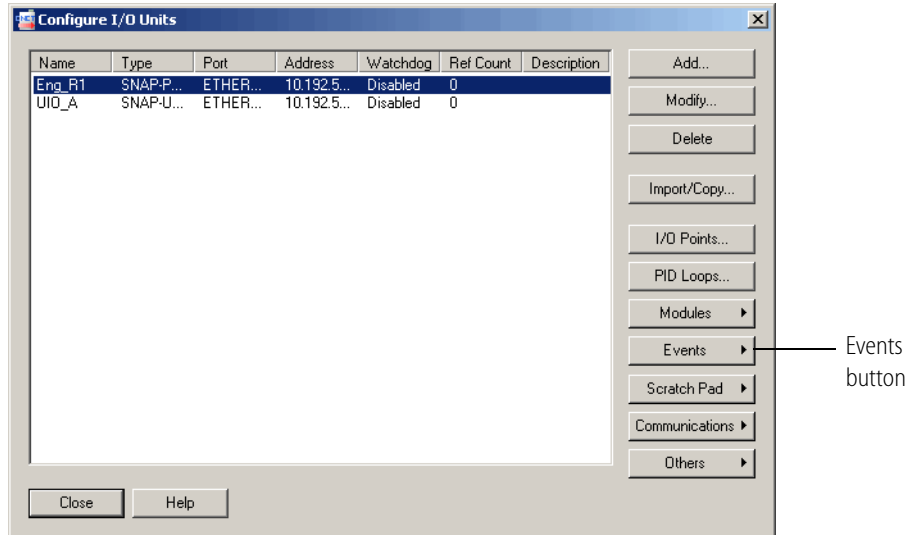 Configure I/O Units
Name Type Port Address Watchdog Ref Count Description
Eng_R1 SNAP-P... ETHER... 10.192.5... Disabled 0
UIO_A SNAP-U... ETHER... 10.192.5... Disabled 0
Add...
Modify...
Delete
Import/Copy...
I/O Points...
PID Loops...
Modules
Events
Scratch Pad
Communications
Others
Close Help
Events
button